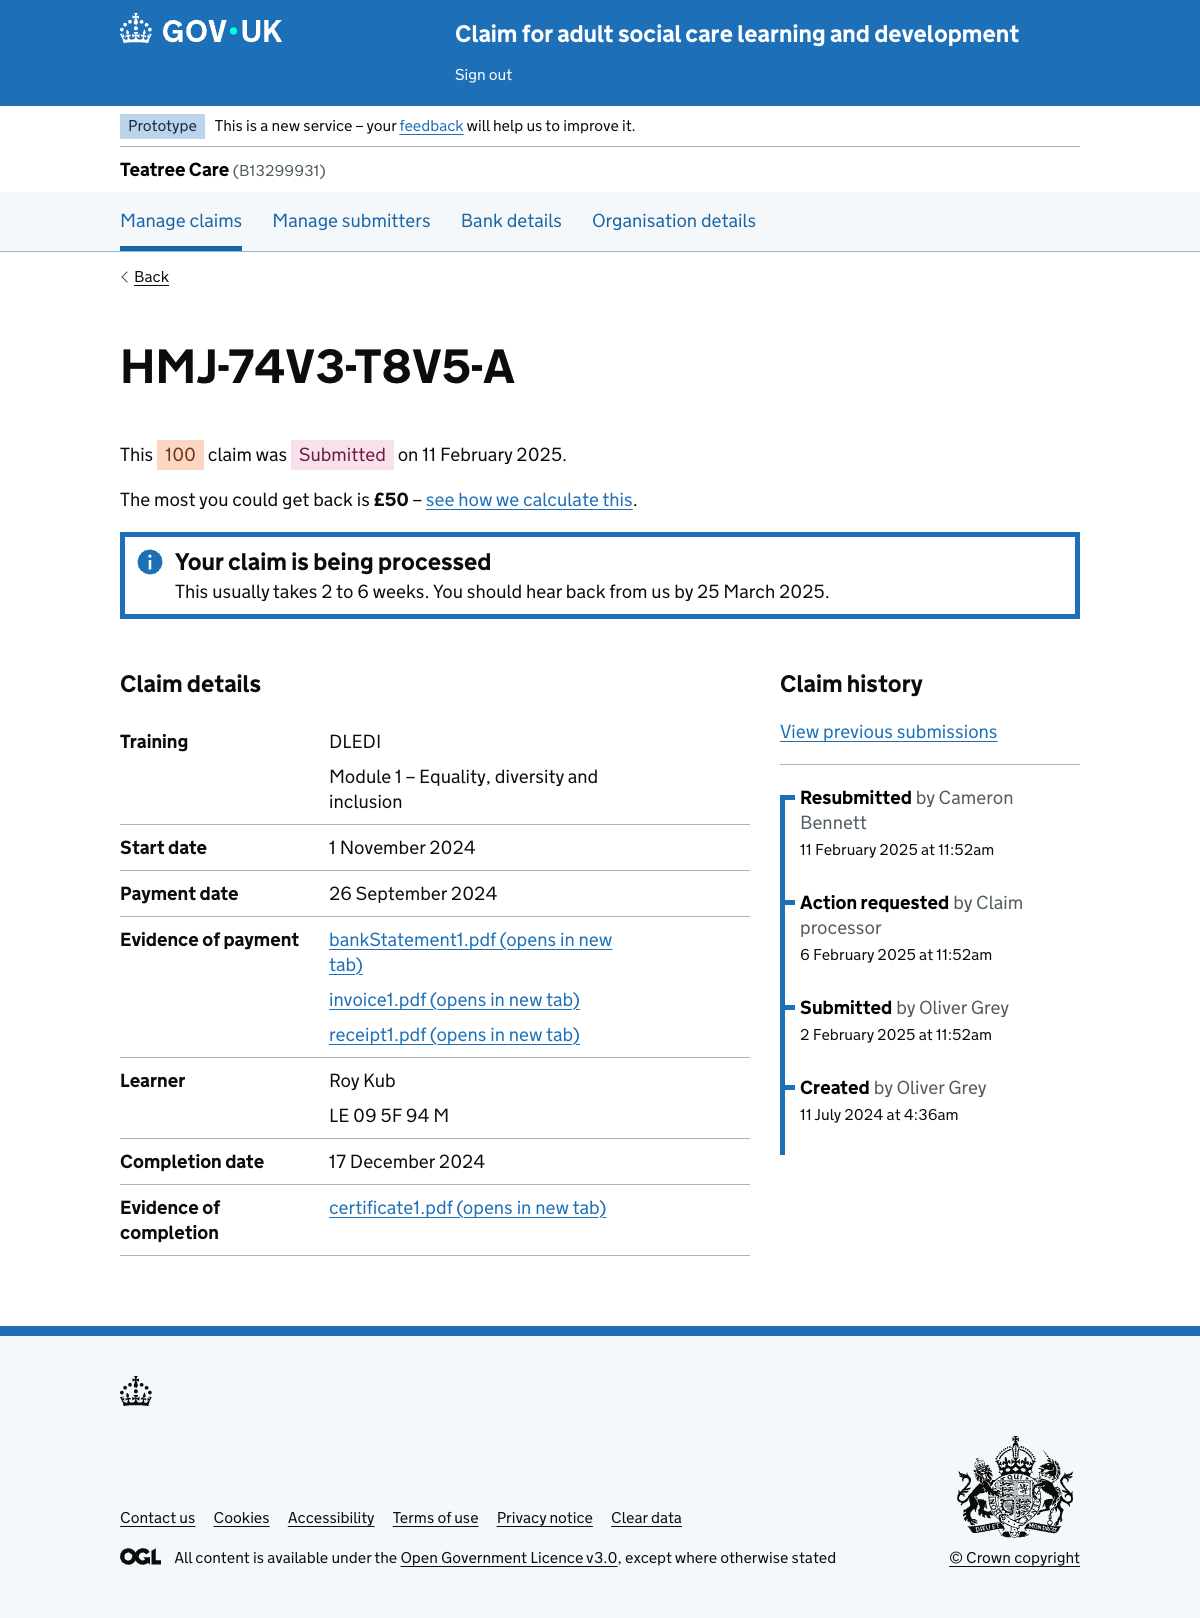 GOV·UK
Claim for adult social care learning and development
Sign out
Prototype This is a new service – your feedback will help us to improve it.
Teatree Care (B13299931)
Manage claims Manage submitters Bank details Organisation details
Back
HMJ-74V3-T8V5-A
This 100 claim was Submitted on 11 February 2025.
The most you could get back is £50 – see how we calculate this.
Your claim is being processed
This usually takes 2 to 6 weeks. You should hear back from us by 25 March 2025.
Claim details
Training DLEDI
Module 1 – Equality, diversity and
inclusion
Start date 1 November 2024
Payment date 26 September 2024
Evidence of payment bankStatement1.pdf (opens in new
tab)
invoice1.pdf (opens in new tab)
receipt1.pdf (opens in new tab)
Learner Roy Kub
LE 09 5F 94 M
Completion date 17 December 2024
Evidence of certificate1.pdf (opens in new tab)
completion
Claim history
View previous submissions
Resubmitted by Cameron
Bennett
11 February 2025 at 11:52am
Action requested by Claim
processor
6 February 2025 at 11:52am
Submitted by Oliver Grey
2 February 2025 at 11:52am
Created by Oliver Grey
11 July 2024 at 4:36am
Contact us Cookies Accessibility Terms of use Privacy notice Clear data
OGL All content is available under the Open Government Licence v3.0, except where otherwise stated
© Crown copyright